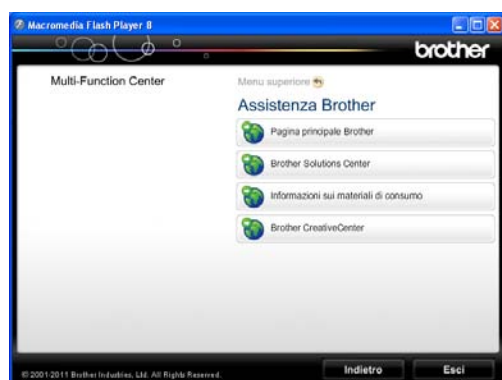 Macromedia Flash Player 8
brother
Multi-Function Center
Menu superiore
Assistenza Brother
Pagina principale Brother
Brother Solutions Center
Informazioni sui materiali di consumo
Brother CreativeCenter
© 2001-2011 Brother Industries, Ltd. All Rights Reserved.
Indietro
Esci